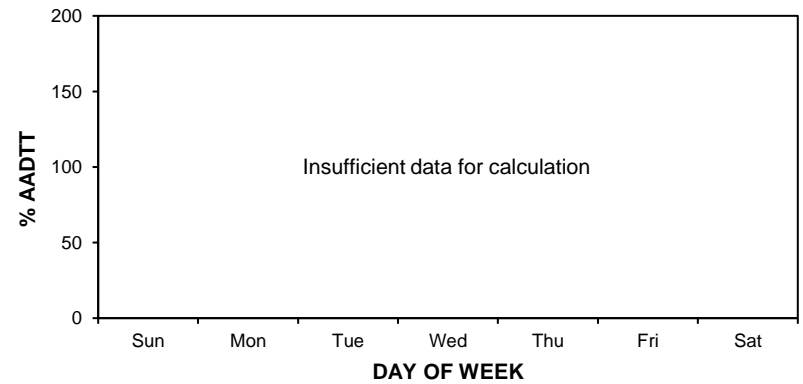 200
150
100
50
0
% AADTT
Insufficient data for calculation
Sun Mon Tue Wed Thu Fri Sat
DAY OF WEEK